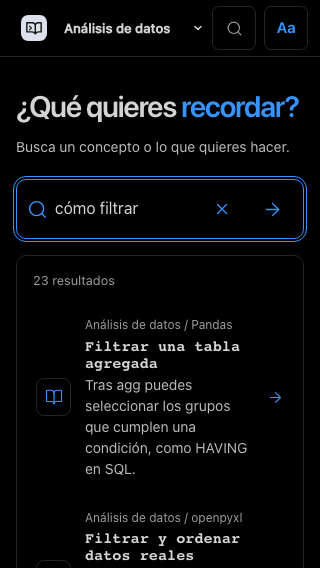 Análisis de datos
Aa
¿Qué quieres recordar?
Busca un concepto o lo que quieres hacer.
cómo filtrar
23 resultados
Análisis de datos / Pandas
Filtrar una tabla
agregada
Tras agg puedes
seleccionar los grupos
que cumplen una
condición, como HAVING
en SQL.
Análisis de datos / openpyxl
Filtrar y ordenar
datos reales